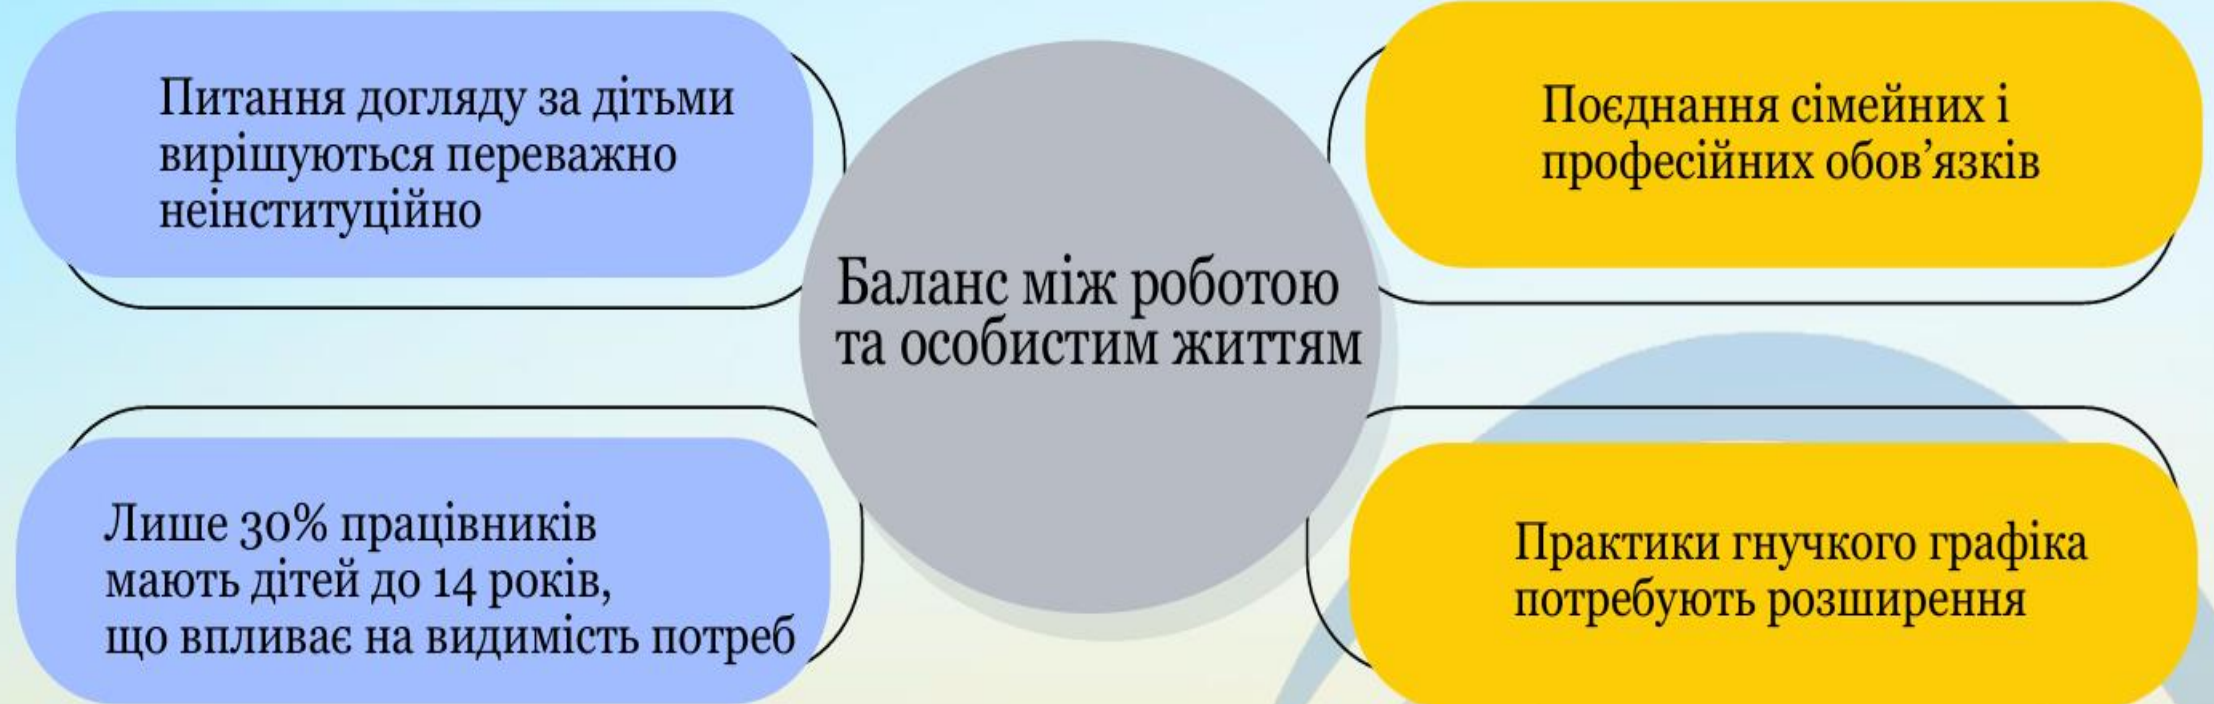 Питання догляду за дітьми
вирішуються переважно
неінституційно
Поєднання сімейних і
професійних обов’язків
Баланс між роботою
та особистим життям
Лише 30% працівників
мають дітей до 14 років,
що впливає на видимість потреб
Практики гнучкого графіка
потребують розширення